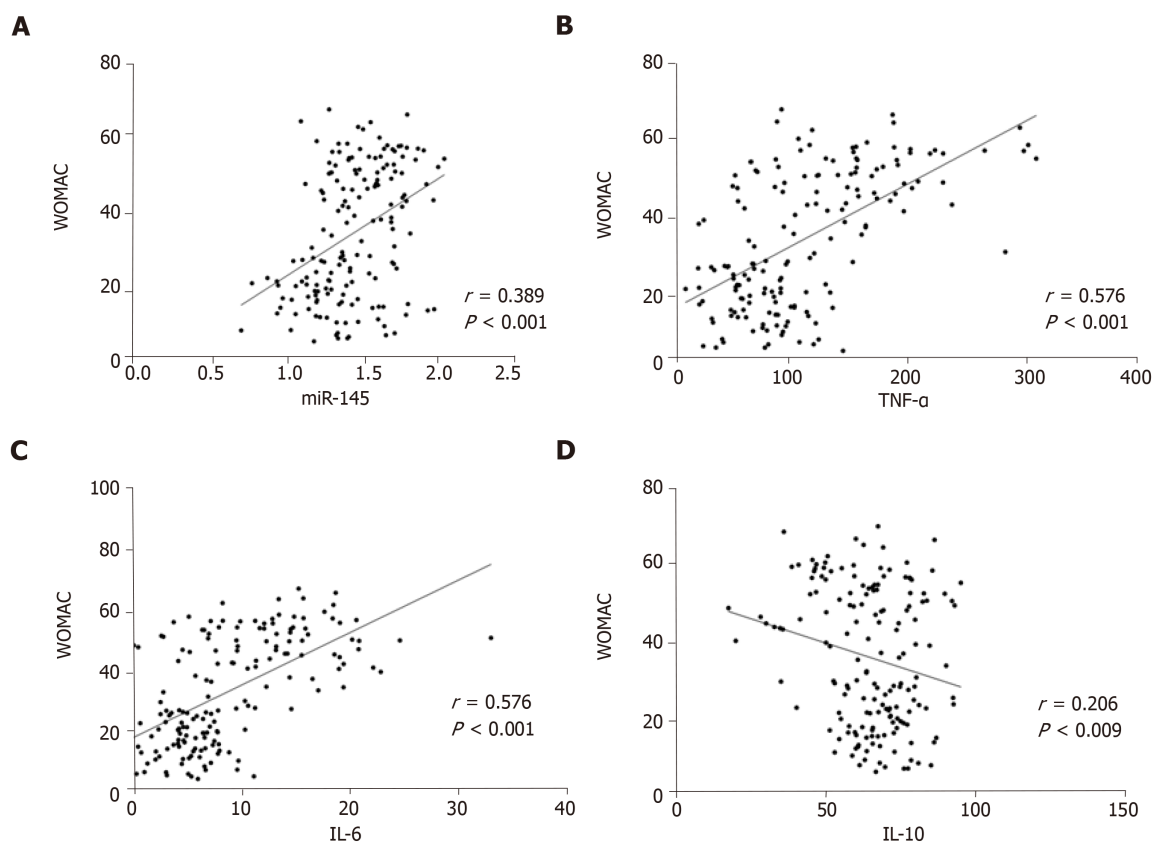 A
80
60
40
20
0
WOMAC
0.0
0.5
1.0
1.5
2.0
2.5
miR-145
r = 0.389
P < 0.001
B
80
60
40
20
0
WOMAC
0
100
200
300
400
TNF-α
r = 0.576
P < 0.001
C
100
80
60
40
20
0
WOMAC
0
10
20
30
40
IL-6
r = 0.576
P < 0.001
D
80
60
40
20
0
WOMAC
0
50
100
150
IL-10
r = 0.206
P < 0.009